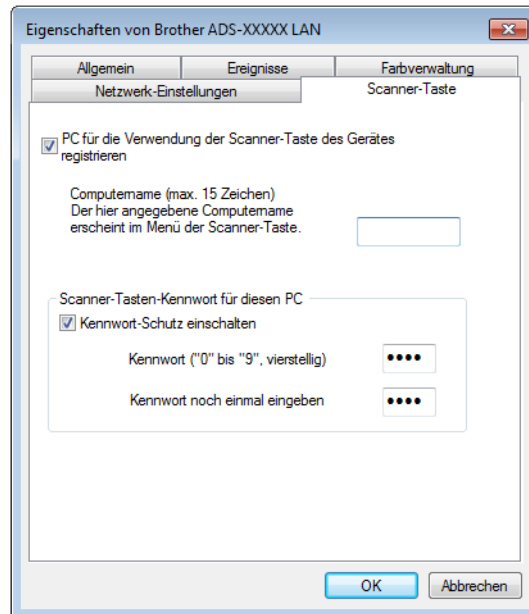 Eigenschaften von Brother ADS-XXXXX LAN
Allgemein
Ereignisse
Farbverwaltung
Netzwerk-Einstellungen
Scanner-Taste
PC für die Verwendung der Scanner-Taste des Gerätes
registrieren
Computername (max. 15 Zeichen)
Der hier angegebene Computername
erscheint im Menü der Scanner-Taste.
Scanner-Tasten-Kennwort für diesen PC
Kennwort-Schutz einschalten
Kennwort ("0" bis "9", vierstellig)
••••
Kennwort noch einmal eingeben
••••
OK
Abbrechen